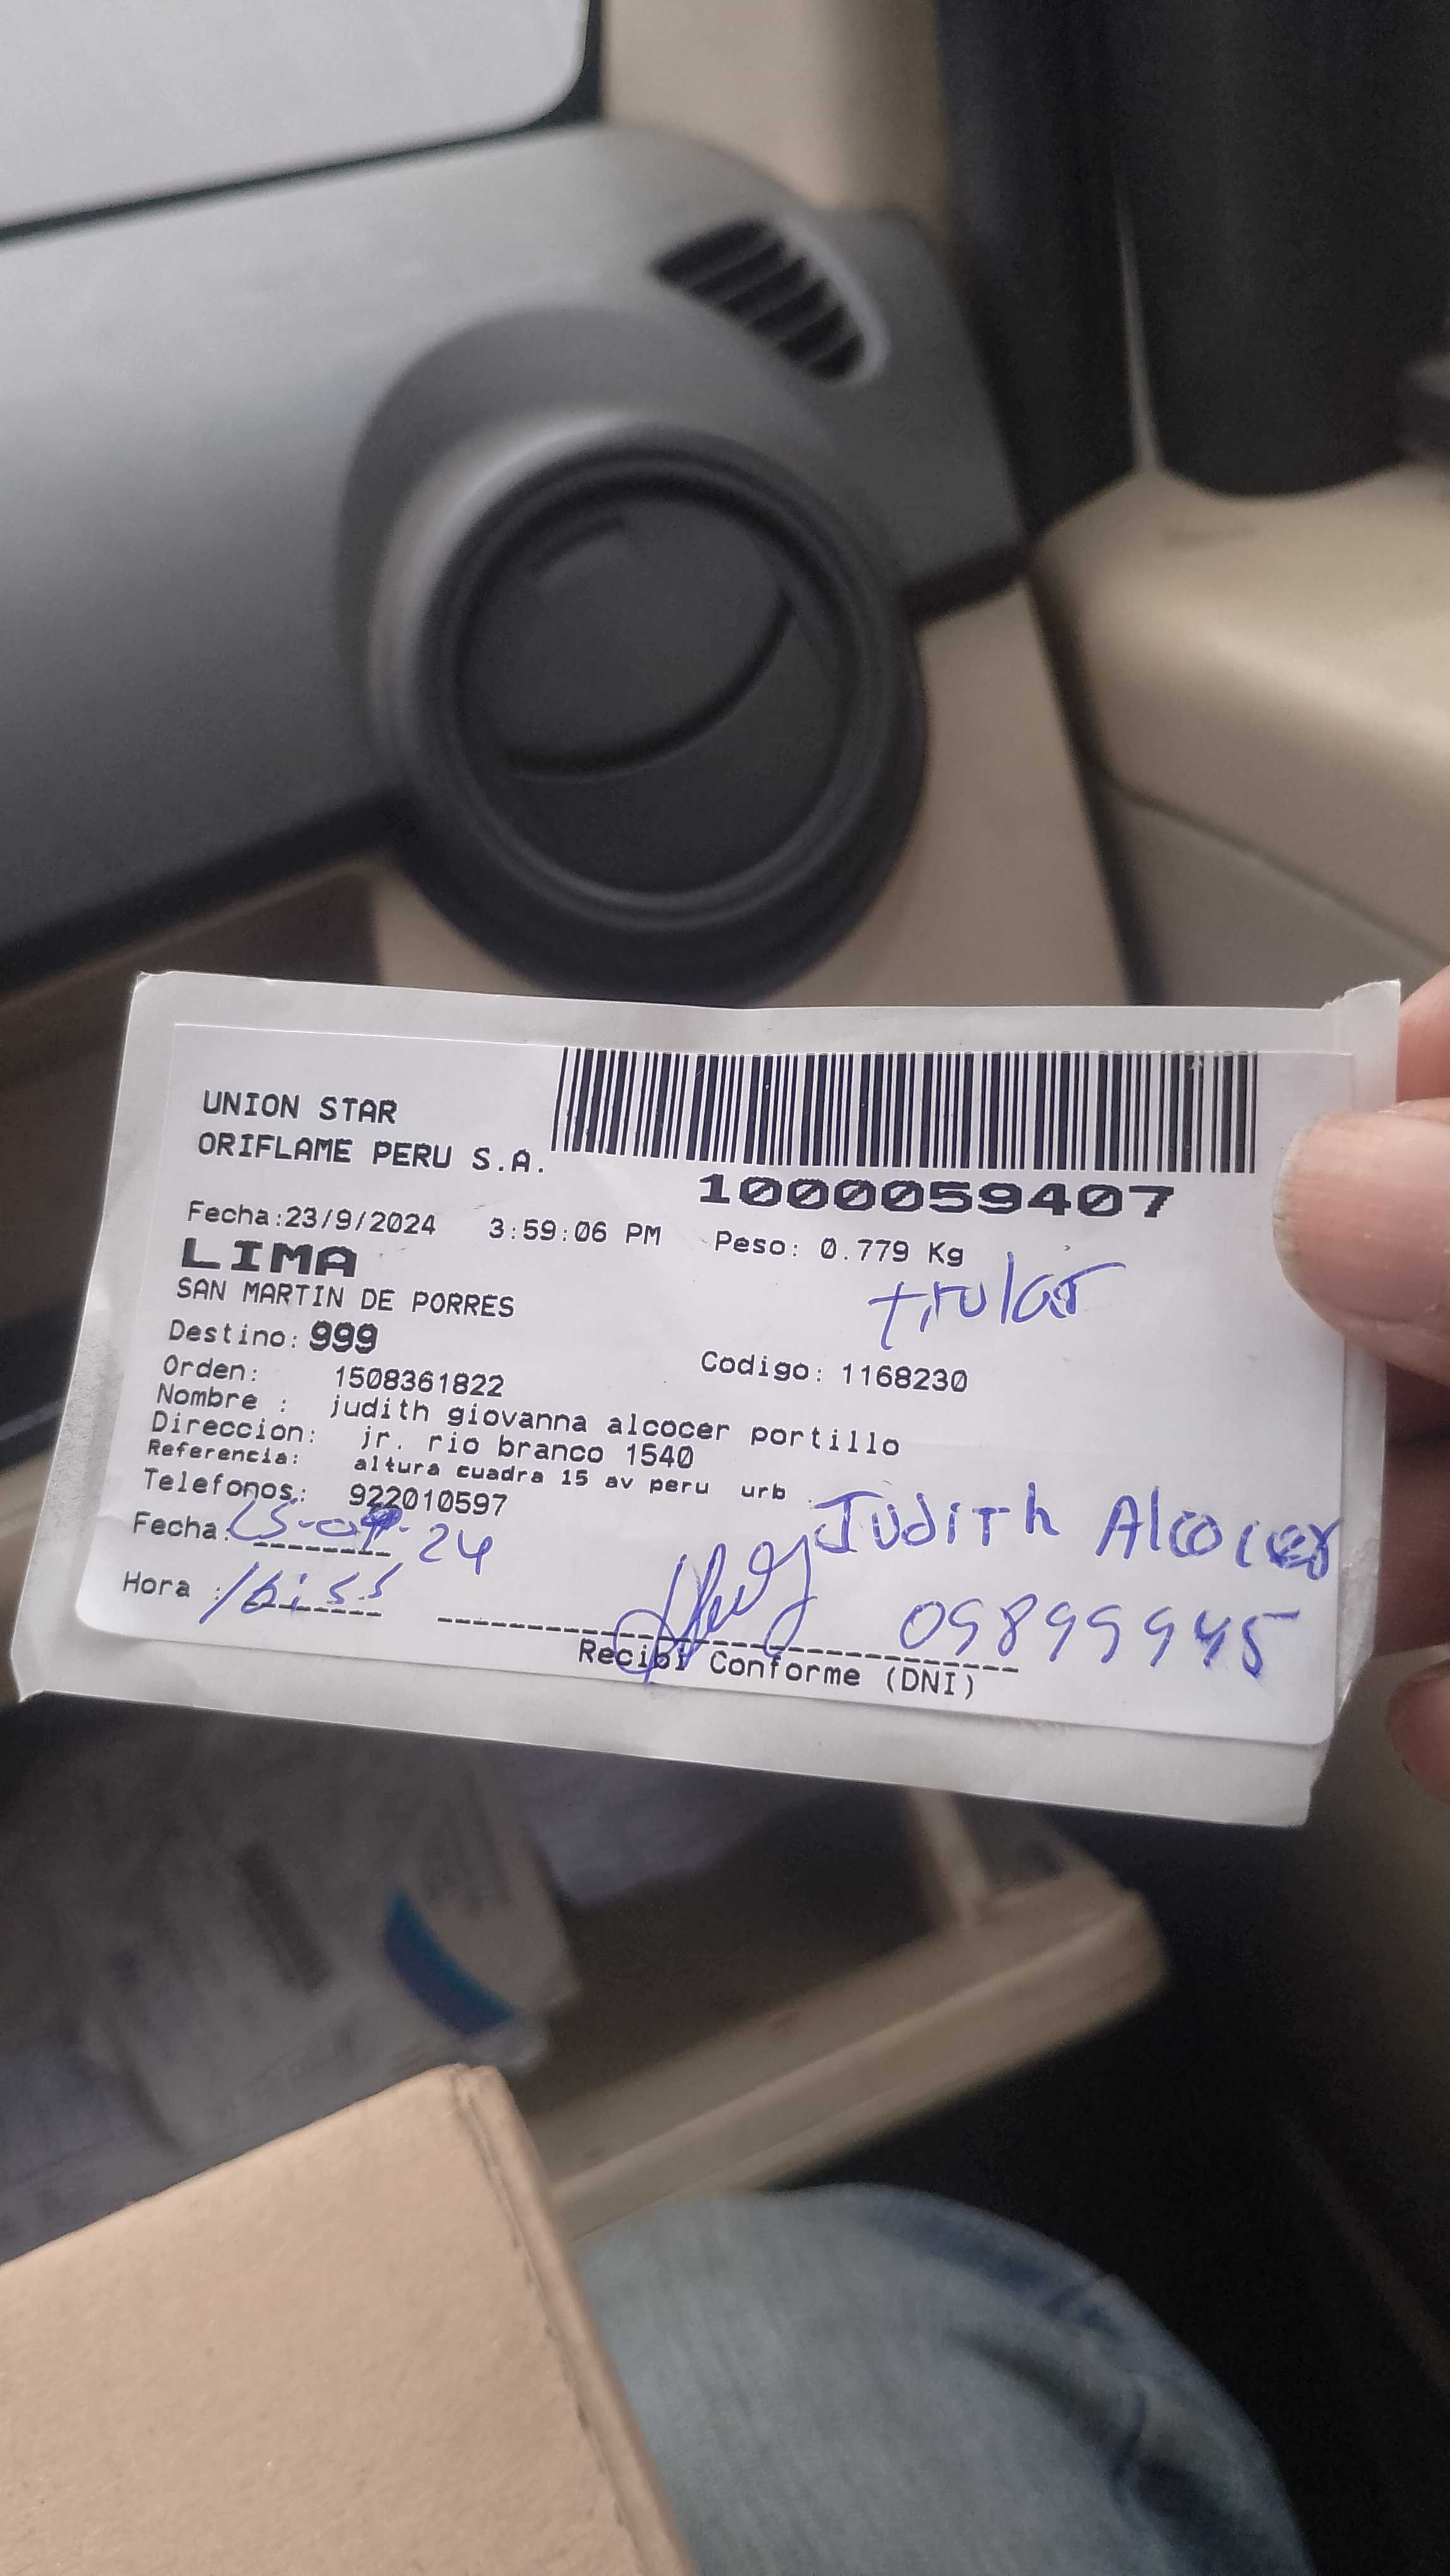 UNION STAR
ORIFLAME PERU S.A.
1000059407
Fecha:23/9/2024 3:59:06 PM Peso: 0.779 Kg
LIMA
titular
SAN MARTIN DE PORRES
Destino: 999
Orden: 1508361822 Codigo: 1168230
Nombre : judith giovanna alcocer portillo
Direccion: jr. rio branco 1540
Referencia: altura cuadra 15 av peru urb
Telefonos: 922010597
Judith Alcocer
Fecha: 25-09-24
Hora :
09899945
Recibi Conforme (DNI)